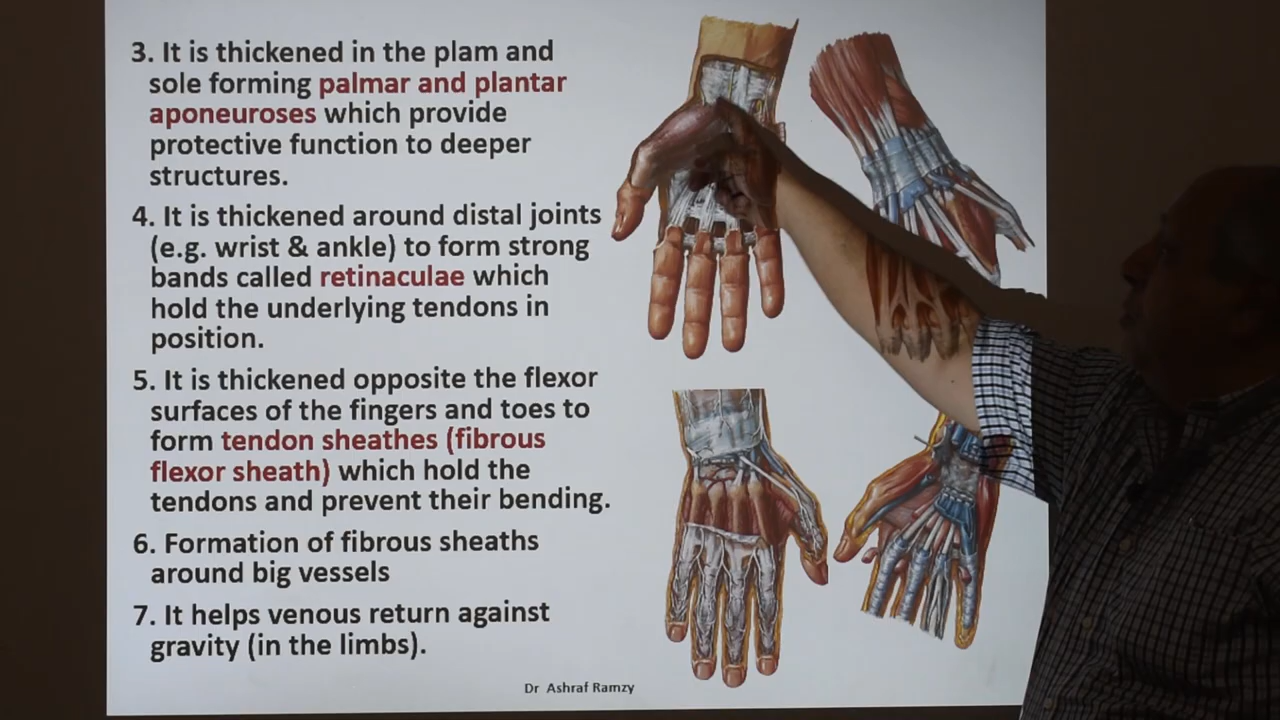 3. It is thickened in the plam and
sole forming palmar and plantar
aponeuroses which provide
protective function to deeper
structures.
4. It is thickened around distal joints
(e.g. wrist & ankle) to form strong
bands called retinaculae which
hold the underlying tendons in
position.
5. It is thickened opposite the flexor
surfaces of the fingers and toes to
form tendon sheathes (fibrous
flexor sheath) which hold the
tendons and prevent their bending.
6. Formation of fibrous sheaths
around big vessels
7. It helps venous return against
gravity (in the limbs).
Dr Ashraf Ramzy